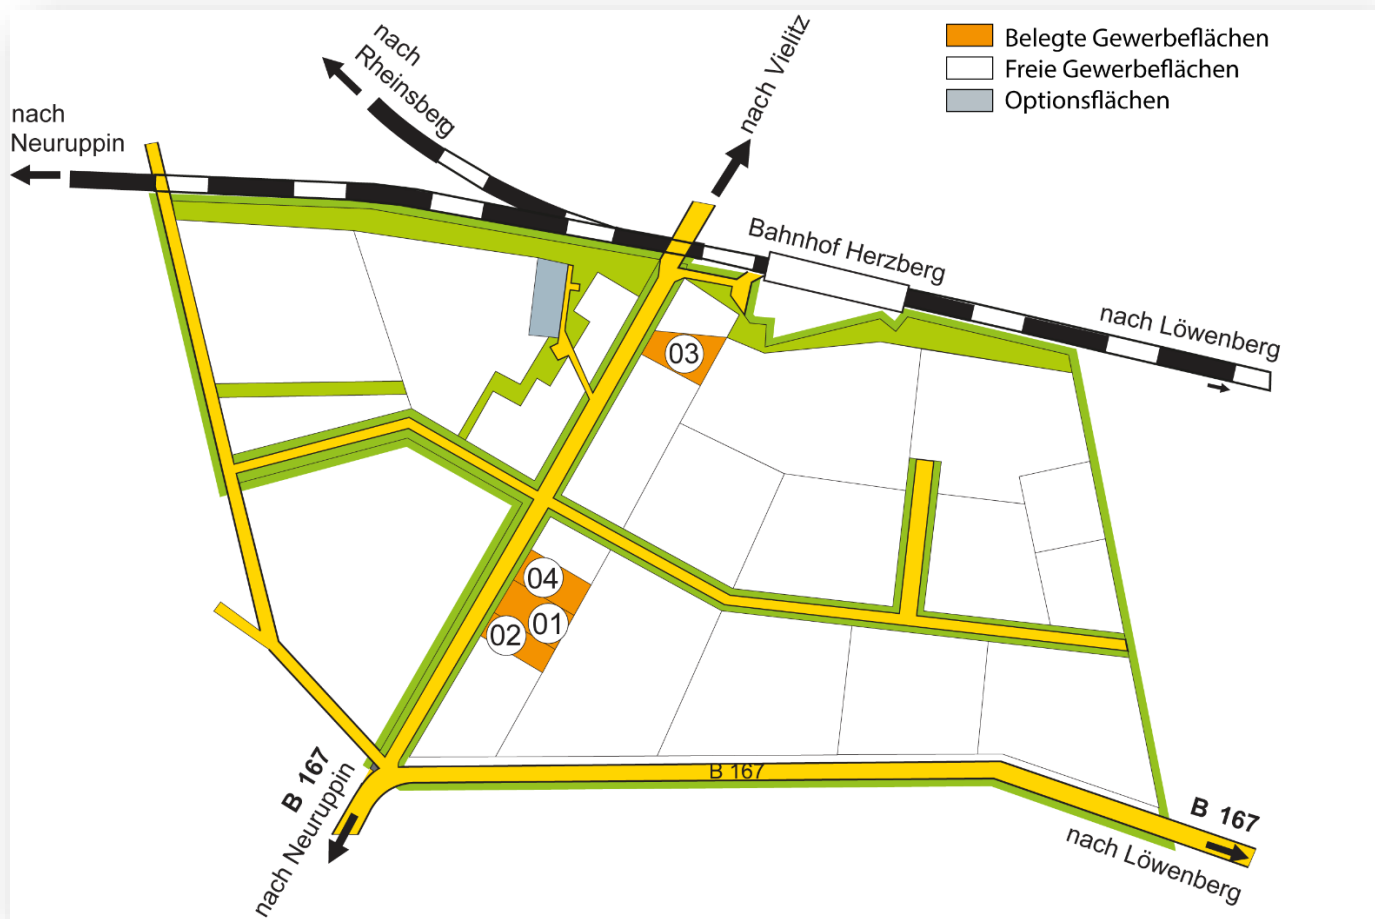 nach
Rheinsberg
nach Vielitz
Belegte Gewerbeflächen
Freie Gewerbeflächen
Optionsflächen
nach
Neuruppin
Bahnhof Herzberg
nach Löwenberg
03
04
01
02
B 167
B 167
nach Neuruppin
B 167
nach Löwenberg